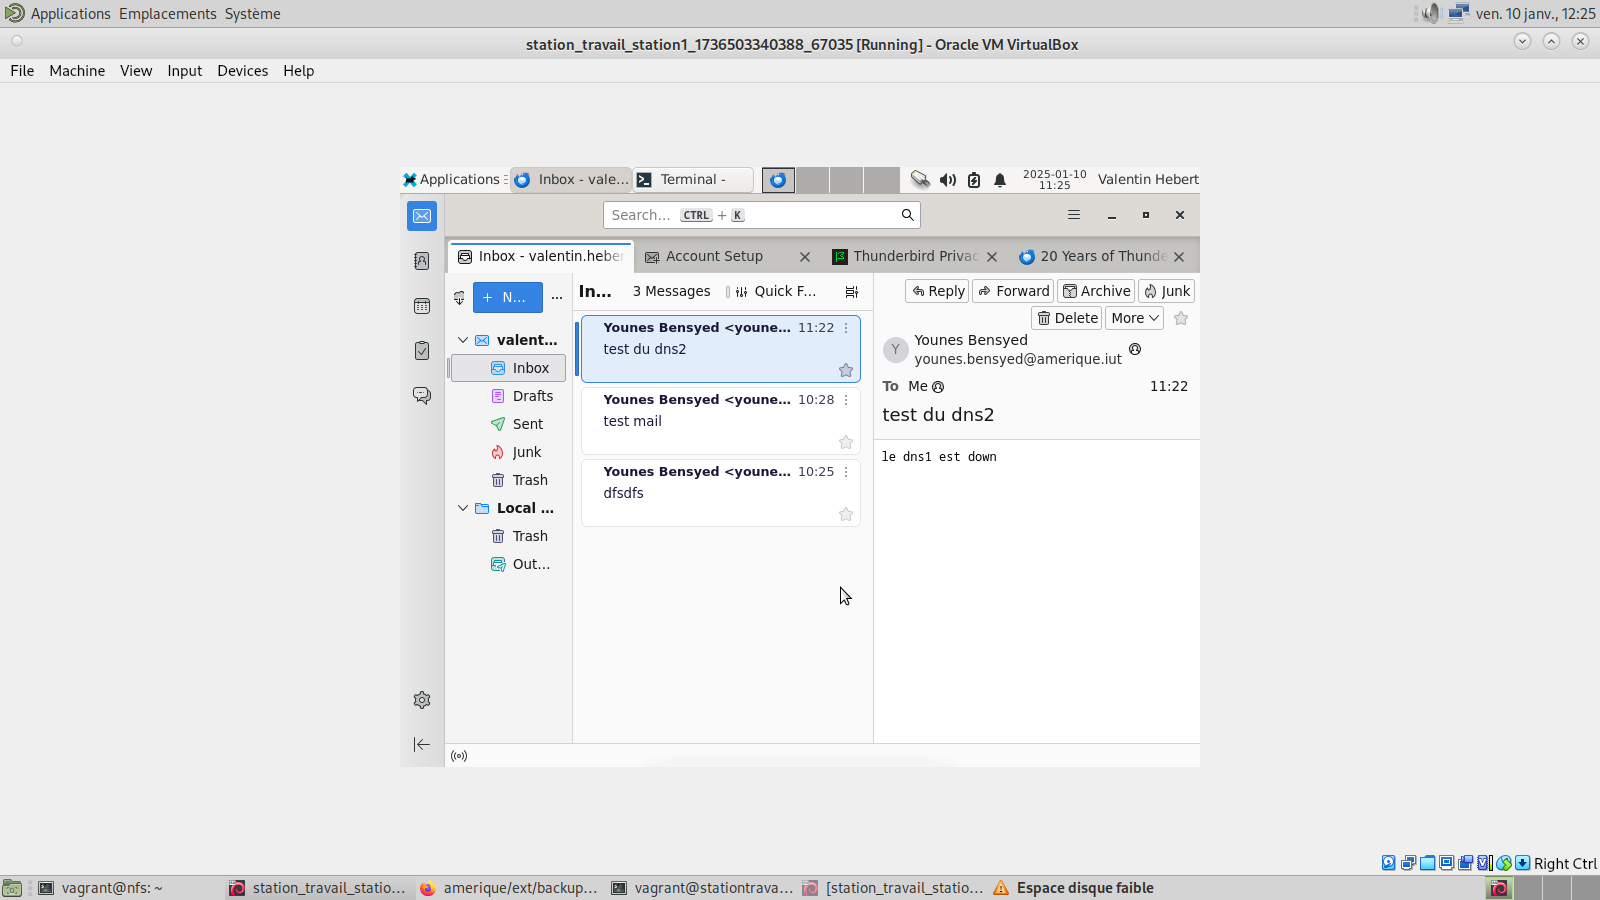 Applications Emplacements Système ven. 10 janv., 12:25
station_travail_station1_1736503340388_67035 [Running] - Oracle VM VirtualBox
File Machine View Input Devices Help
Applications Inbox - vale... Terminal - 2025-01-10 Valentin Hebert
11:25
Search... CTRL + K
Inbox - valentin.heber Account Setup Thunderbird Privac 20 Years of Thunde
N... ... In... 3 Messages Quick F... Reply Forward Archive Junk
Delete More
valent...
Inbox
Drafts
Sent
Junk
Trash
Local ...
Trash
Out...
Younes Bensyed <youne... 11:22
test du dns2
Younes Bensyed <youne... 10:28
test mail
Younes Bensyed <youne... 10:25
dfsdfs
Y Younes Bensyed
younes.bensyed@amerique.iut
To Me 11:22
test du dns2
le dns1 est down
Right Ctrl
vagrant@nfs: ~ station_travail_statio... amerique/ext/backup... vagrant@stationtrava... [station_travail_statio... Espace disque faible